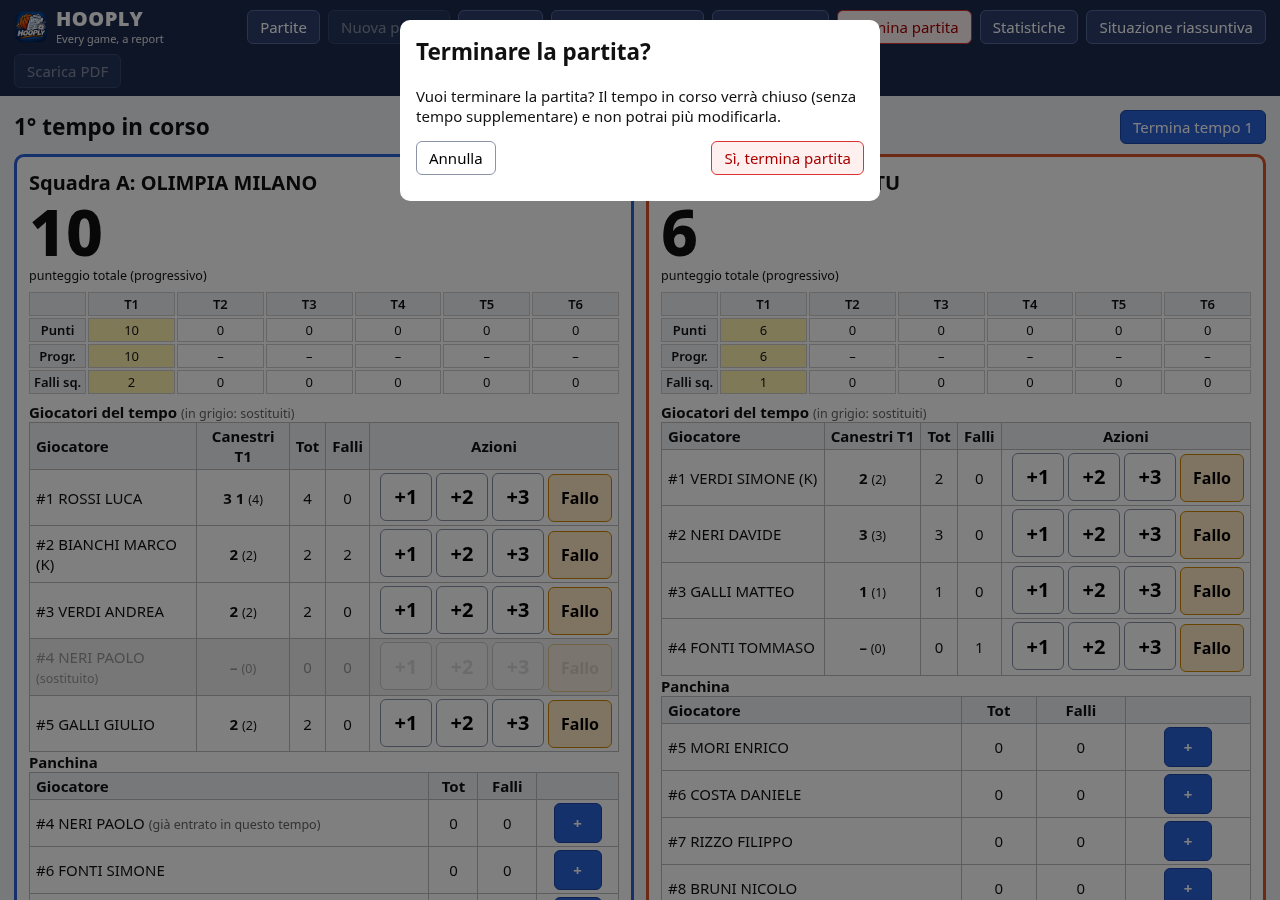 HOOPLY
Every game, a report
Partite
Nuova p
mina partita
Statistiche
Situazione riassuntiva
Scarica PDF
Terminare la partita?
Vuoi terminare la partita? Il tempo in corso verrà chiuso (senza
tempo supplementare) e non potrai più modificarla.
Annulla
Sì, termina partita
1° tempo in corso
Termina tempo 1
Squadra A: OLIMPIA MILANO
10
punteggio totale (progressivo)
T1 T2 T3 T4 T5 T6
Punti 10 0 0 0 0 0
Progr. 10 – – – – –
Falli sq. 2 0 0 0 0 0
Giocatori del tempo (in grigio: sostituiti)
Giocatore Canestri T1 Tot Falli Azioni
#1 ROSSI LUCA 3 1 (4) 4 0 +1 +2 +3 Fallo
#2 BIANCHI MARCO (K) 2 (2) 2 2 +1 +2 +3 Fallo
#3 VERDI ANDREA 2 (2) 2 0 +1 +2 +3 Fallo
#4 NERI PAOLO (sostituito) – (0) 0 0 +1 +2 +3 Fallo
#5 GALLI GIULIO 2 (2) 2 0 +1 +2 +3 Fallo
Panchina
Giocatore Tot Falli
#4 NERI PAOLO (già entrato in questo tempo) 0 0 +
#6 FONTI SIMONE 0 0 +
TU
6
punteggio totale (progressivo)
T1 T2 T3 T4 T5 T6
Punti 6 0 0 0 0 0
Progr. 6 – – – – –
Falli sq. 1 0 0 0 0 0
Giocatori del tempo (in grigio: sostituiti)
Giocatore Canestri T1 Tot Falli Azioni
#1 VERDI SIMONE (K) 2 (2) 2 0 +1 +2 +3 Fallo
#2 NERI DAVIDE 3 (3) 3 0 +1 +2 +3 Fallo
#3 GALLI MATTEO 1 (1) 1 0 +1 +2 +3 Fallo
#4 FONTI TOMMASO – (0) 0 1 +1 +2 +3 Fallo
Panchina
Giocatore Tot Falli
#5 MORI ENRICO 0 0 +
#6 COSTA DANIELE 0 0 +
#7 RIZZO FILIPPO 0 0 +
#8 BRUNI NICOLO 0 0 +